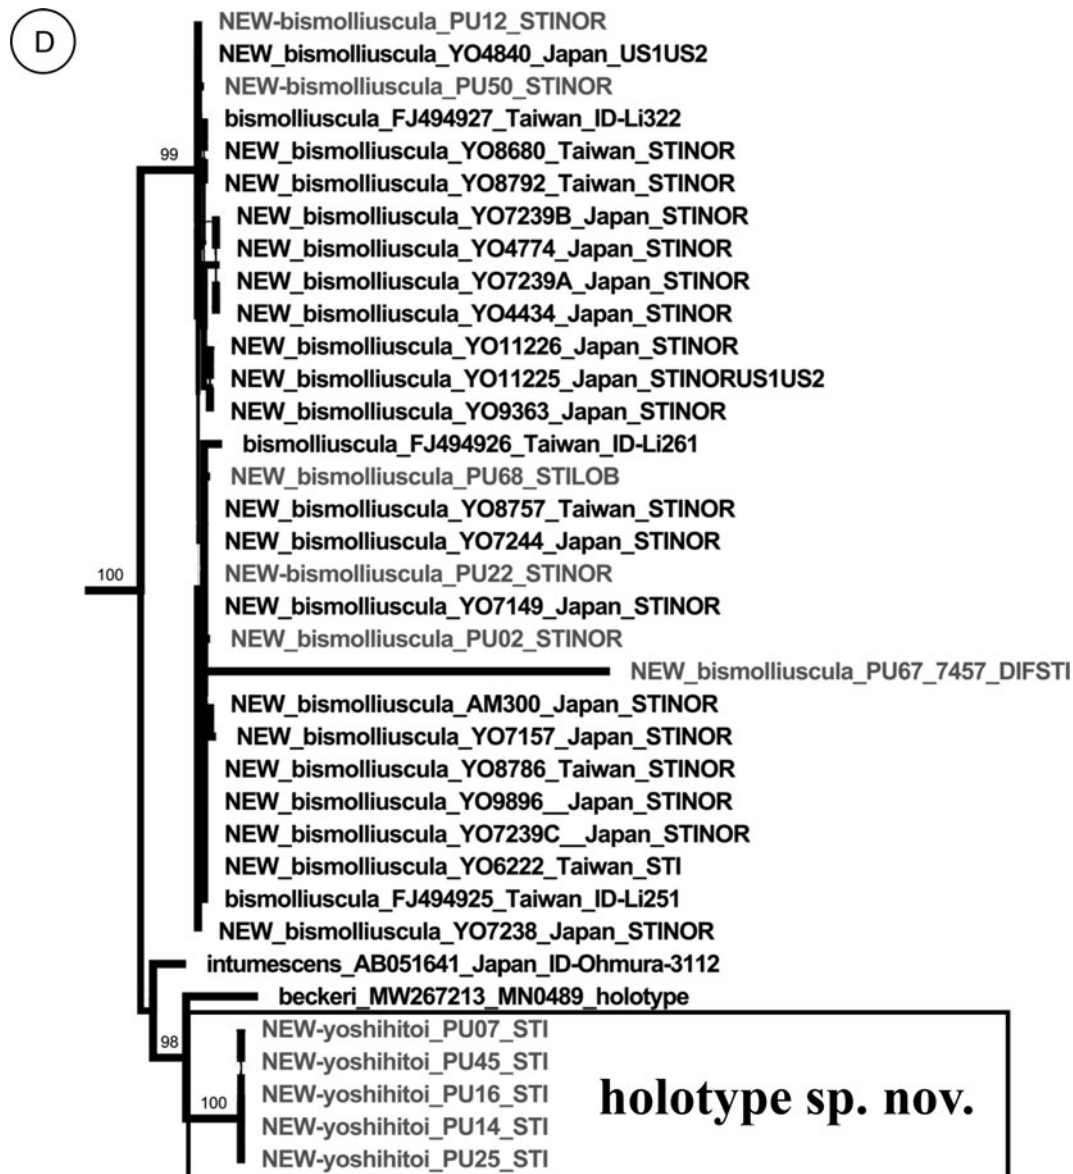 D
NEW-bismolliuscula_PU12_STINOR
NEW_bismolliuscula_YO4840_Japan_US1US2
NEW-bismolliuscula_PU50_STINOR
bismolliuscula_FJ494927_Taiwan_ID-Li322
NEW_bismolliuscula_YO8680_Taiwan_STINOR
99
NEW_bismolliuscula_YO8792_Taiwan_STINOR
NEW_bismolliuscula_YO7239B_Japan_STINOR
NEW_bismolliuscula_YO4774_Japan_STINOR
NEW_bismolliuscula_YO7239A_Japan_STINOR
NEW_bismolliuscula_YO4434_Japan_STINOR
NEW_bismolliuscula_YO11226_Japan_STINOR
NEW_bismolliuscula_YO11225_Japan_STINORUS1US2
NEW_bismolliuscula_YO9363_Japan_STINOR
bismolliuscula_FJ494926_Taiwan_ID-Li261
NEW_bismolliuscula_PU68_STILOB
NEW_bismolliuscula_YO8757_Taiwan_STINOR
NEW_bismolliuscula_YO7244_Japan_STINOR
100
NEW-bismolliuscula_PU22_STINOR
NEW_bismolliuscula_YO7149_Japan_STINOR
NEW_bismolliuscula_PU02_STINOR
NEW_bismolliuscula_PU67_7457_DIFSTI
NEW_bismolliuscula_AM300_Japan_STINOR
NEW_bismolliuscula_YO7157_Japan_STINOR
NEW_bismolliuscula_YO8786_Taiwan_STINOR
NEW_bismolliuscula_YO9896__Japan_STINOR
NEW_bismolliuscula_YO7239C__Japan_STINOR
NEW_bismolliuscula_YO6222_Taiwan_STI
bismolliuscula_FJ494925_Taiwan_ID-Li251
NEW_bismolliuscula_YO7238_Japan_STINOR
intumescens_AB051641_Japan_ID-Ohmura-3112
beckeri_MW267213_MN0489_holotype
NEW-yoshihitoi_PU07_STI
98
NEW-yoshihitoi_PU45_STI
NEW-yoshihitoi_PU16_STI
holotype sp. nov.
100
NEW-yoshihitoi_PU14_STI
NEW-yoshihitoi_PU25_STI